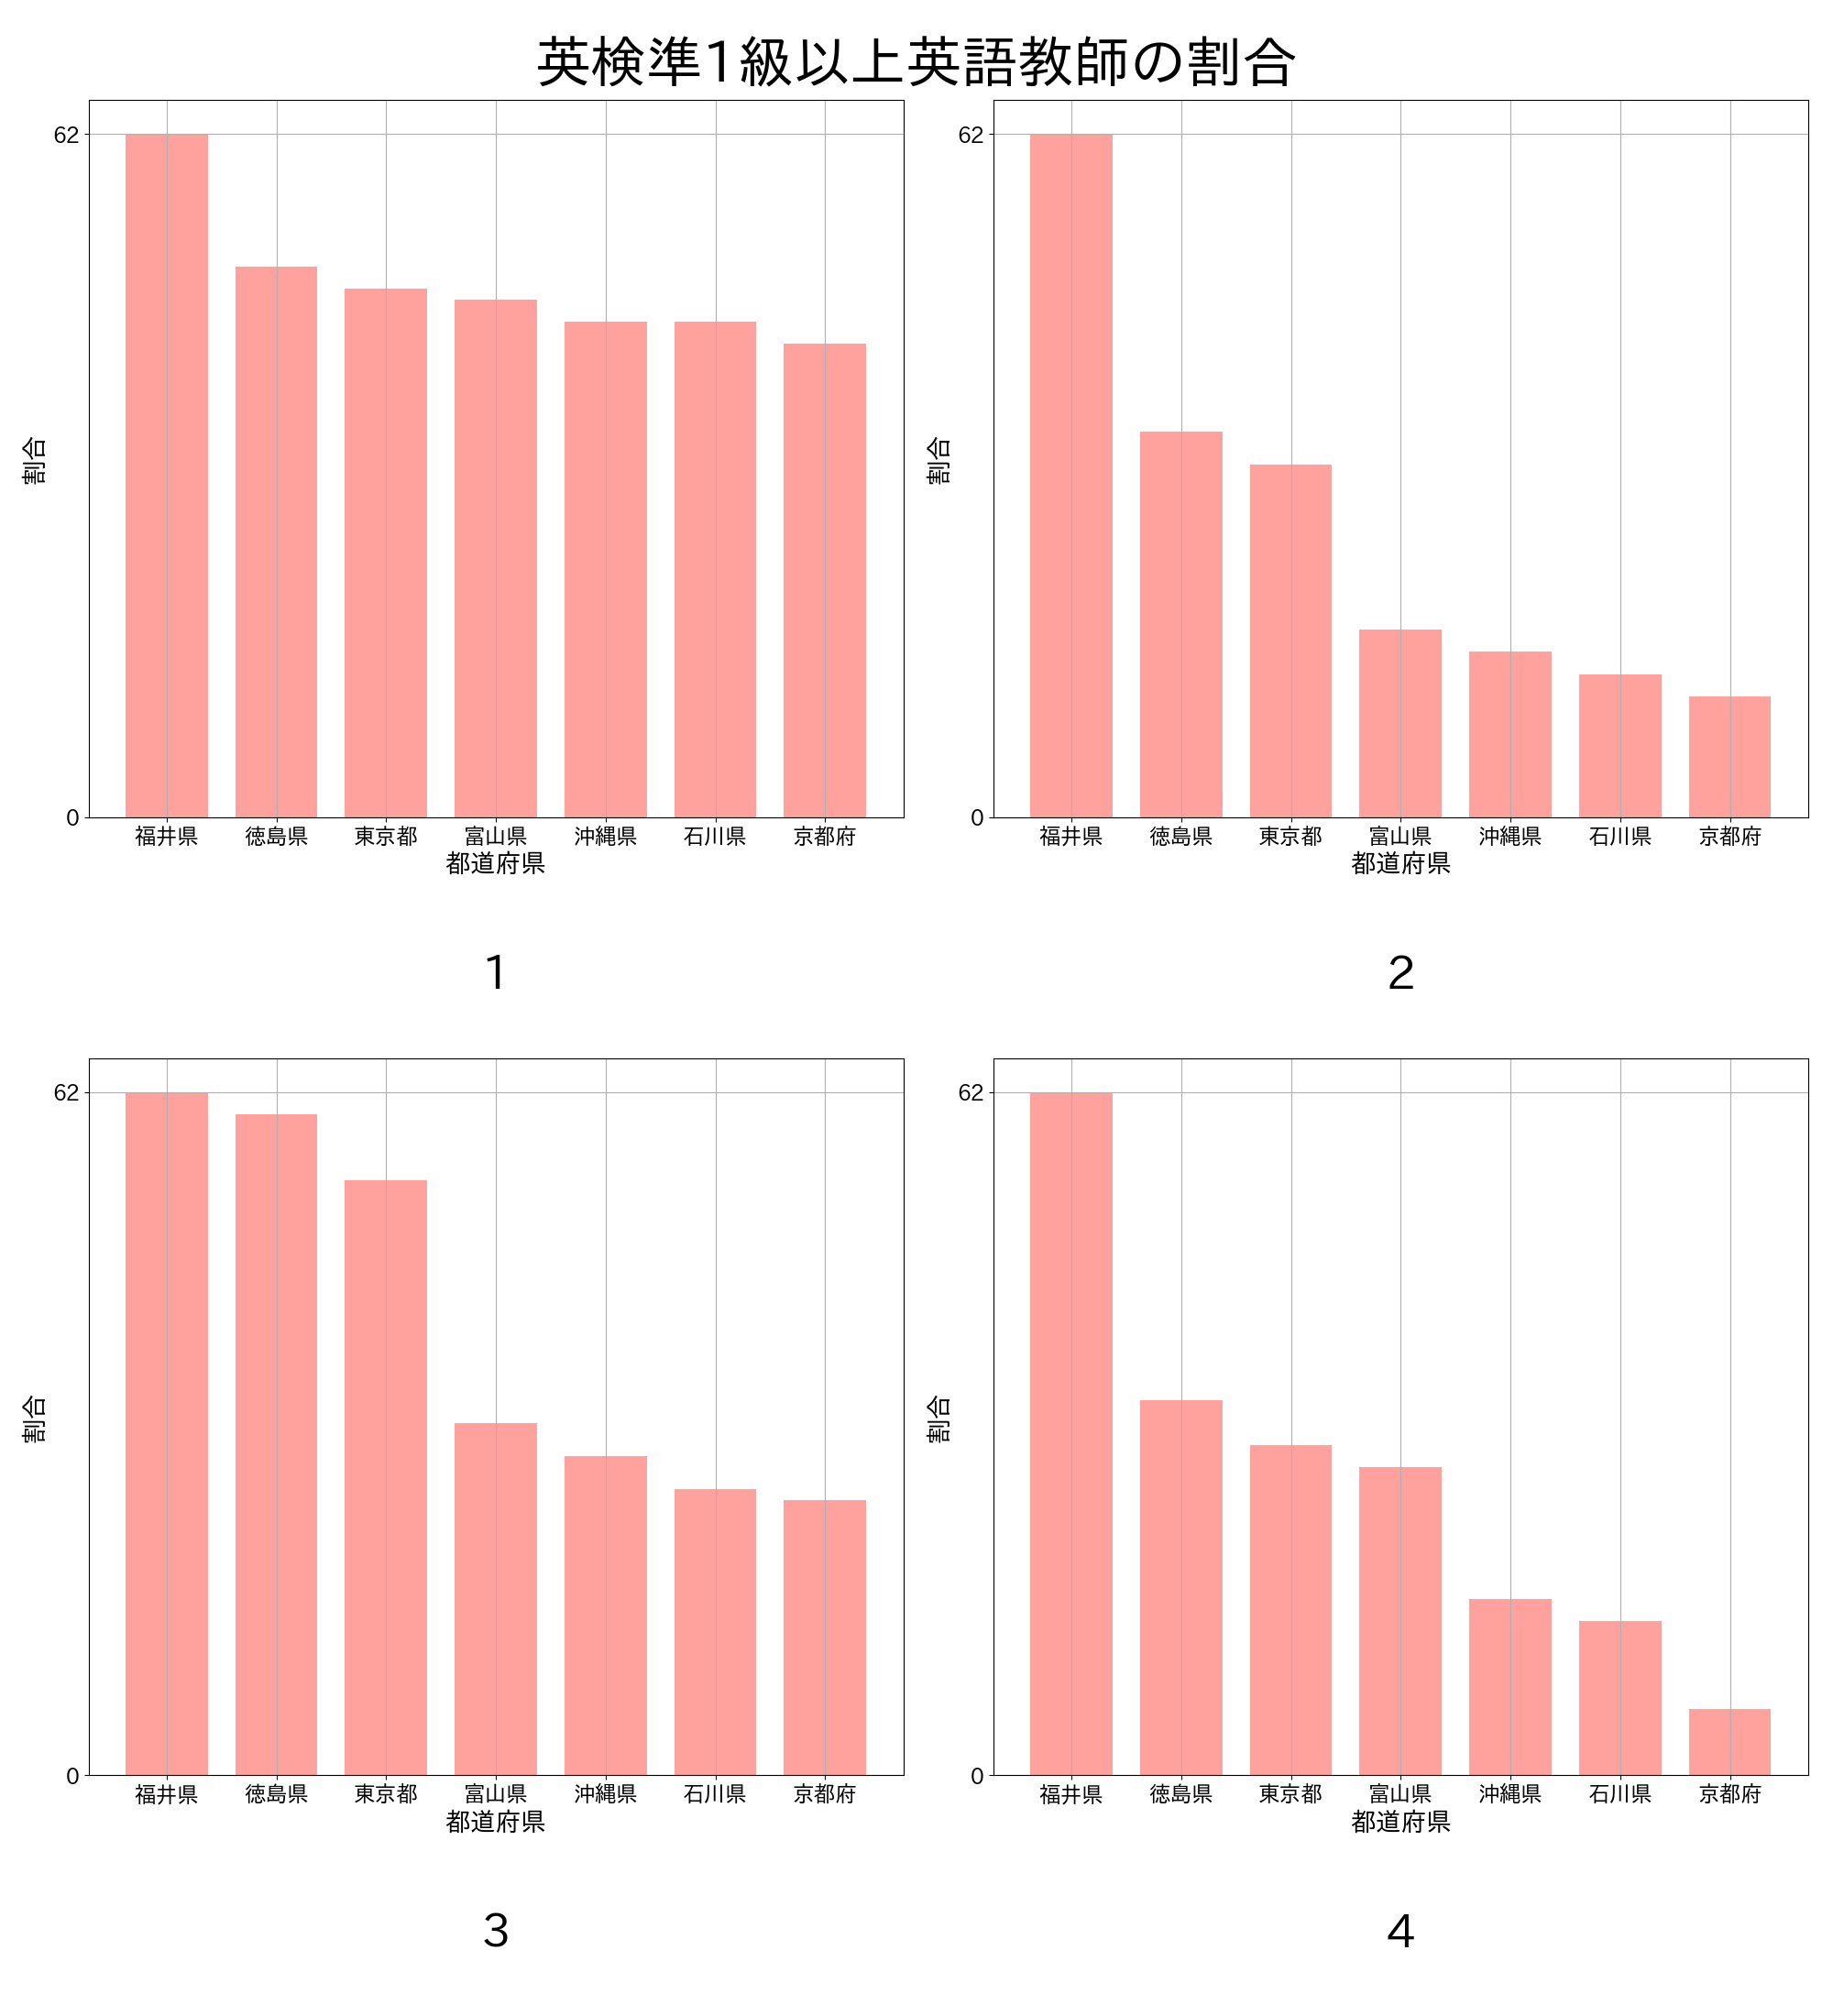 英検準1級以上英語教師の割合
62
割合
0
福井県 徳島県 東京都 富山県 沖縄県 石川県 京都府
都道府県
1
62
割合
0
福井県 徳島県 東京都 富山県 沖縄県 石川県 京都府
都道府県
2
62
割合
0
福井県 徳島県 東京都 富山県 沖縄県 石川県 京都府
都道府県
3
62
割合
0
福井県 徳島県 東京都 富山県 沖縄県 石川県 京都府
都道府県
4